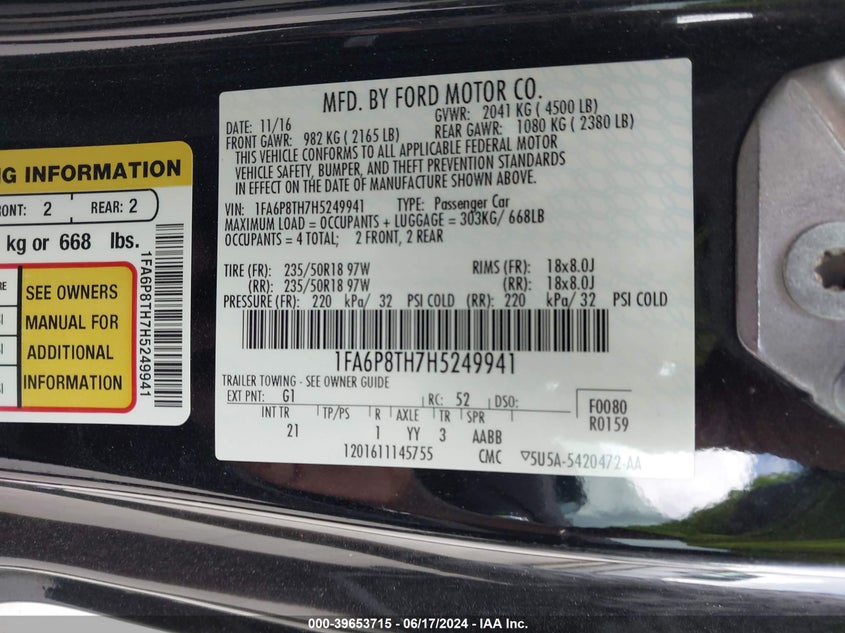 NG INFORMATION
RONT: 2 REAR: 2
kg or 668 lbs.
SEE OWNERS
MANUAL FOR
ADDITIONAL
INFORMATION
1FA6P8TH7H5249941
MFD. BY FORD MOTOR CO.
DATE: 11/16 GVWR: 2041 KG ( 4500 LB)
FRONT GAWR: 982 KG ( 2165 LB) REAR GAWR: 1080 KG ( 2380 LB)
THIS VEHICLE CONFORMS TO ALL APPLICABLE FEDERAL MOTOR
VEHICLE SAFETY, BUMPER, AND THEFT PREVENTION STANDARDS
IN EFFECT ON THE DATE OF MANUFACTURE SHOWN ABOVE.
VIN: 1FA6P8TH7H5249941 TYPE: Passenger Car
MAXIMUM LOAD = OCCUPANTS + LUGGAGE = 303KG/ 668LB
OCCUPANTS = 4 TOTAL; 2 FRONT, 2 REAR
TIRE (FR): 235/50R18 97W RIMS (FR): 18x8.0J
(RR): 235/50R18 97W (RR): 18x8.0J
PRESSURE (FR): 220 kPa/ 32 PSI COLD (RR): 220 kPa/ 32 PSI COLD
1FA6P8TH7H5249941
TRAILER TOWING - SEE OWNER GUIDE
EXT PNT: G1 RC: 52 DSO:
INT TR TP/PS R AXLE TR SPR
21 1 YY 3 AABB
F0080
R0159
1201611145755 CMC ▽5U5A-5420472-AA
000-39653715 - 06/17/2024 - IAA Inc.